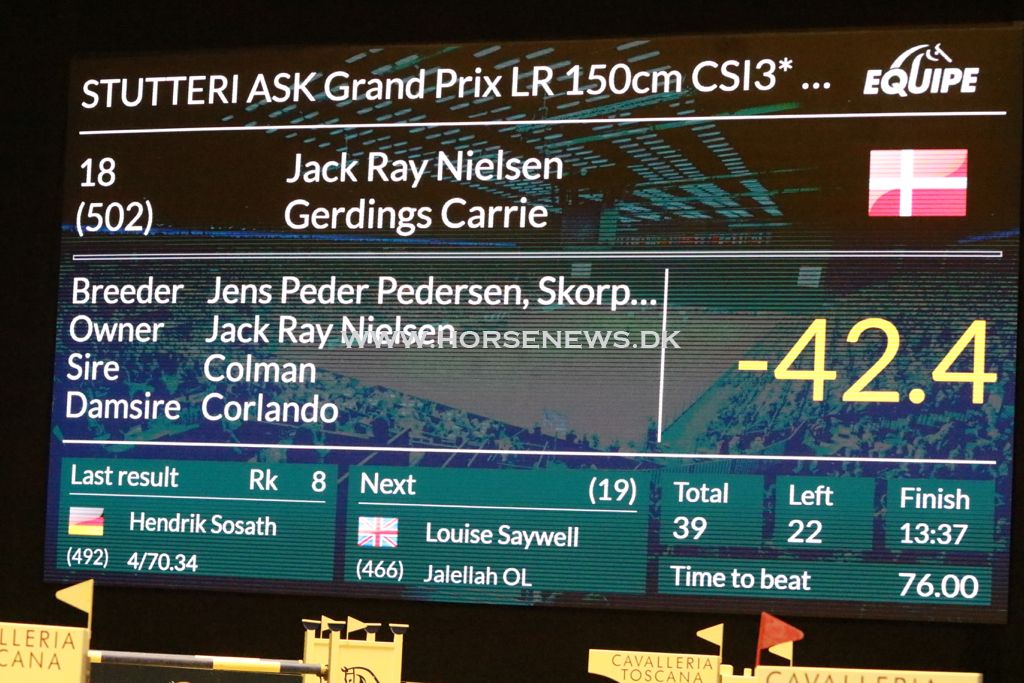 STUTTERI ASK Grand Prix LR 150cm CSI3* ...
EQUIPE
18
Jack Ray Nielsen
(502)
Gerdings Carrie
Breeder Jens Peder Pedersen, Skorp...
Owner Jack Ray Nielsen
Sire Colman
Damsire Corlando
-42.4
WWW.HORSENEWS.DK
Last result Rk 8
Hendrik Sosath
(492) 4/70.34
Next (19)
Louise Saywell
(466) Jalellah OL
Total
39
Left
22
Finish
13:37
Time to beat 76.00
LLERIA
CANA
CAVALLERIA
TOSCANA
CAVALLERIA